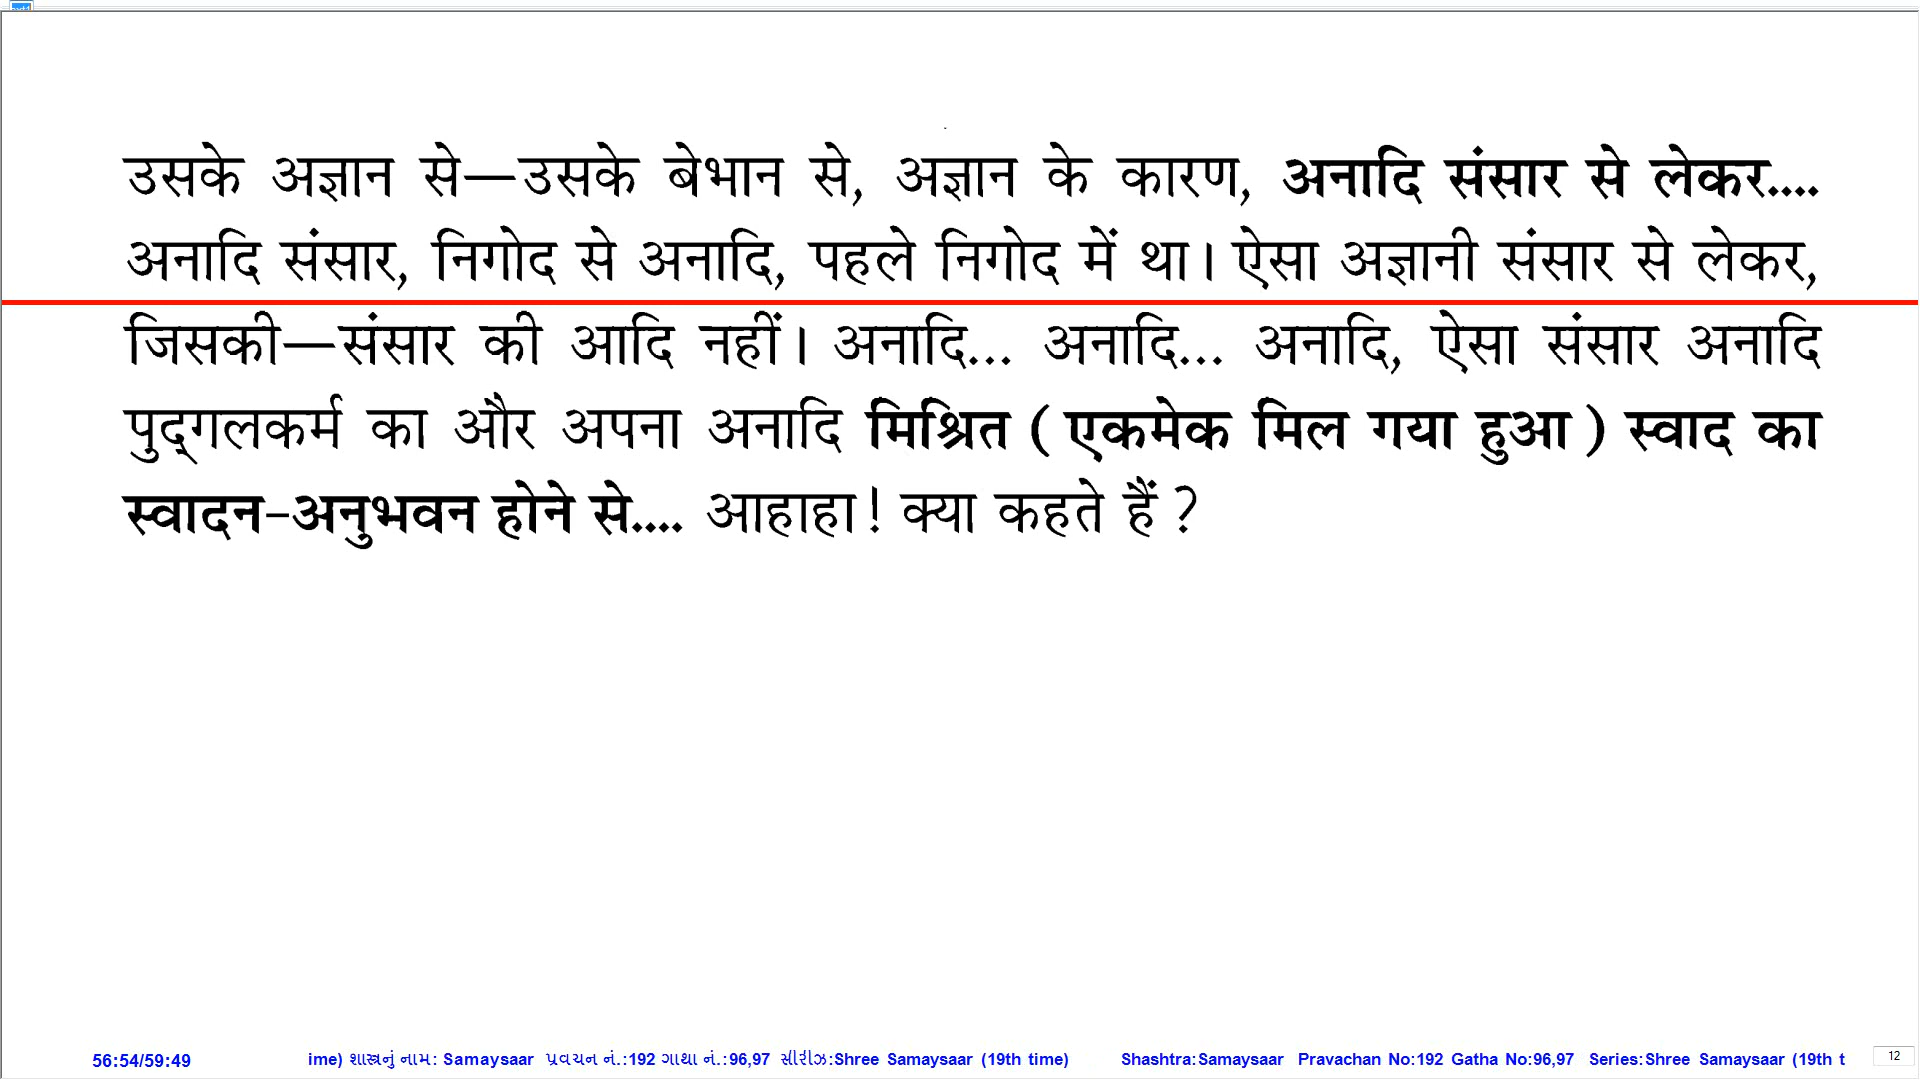 उसके अज्ञान से—उसके बेभान से, अज्ञान के कारण, अनादि संसार से लेकर....
अनादि संसार, निगोद से अनादि, पहले निगोद में था। ऐसा अज्ञानी संसार से लेकर,
जिसकी—संसार की आदि नहीं। अनादि... अनादि... अनादि, ऐसा संसार अनादि
पुद्गलकर्म का और अपना अनादि मिश्रित ( एकमेक मिल गया हुआ ) स्वाद का
स्वादन-अनुभवन होने से.... आहाहा! क्या कहते हैं ?
56:54/59:49 ime) શાસ્ત્રનું નામ: Samaysaar પ્રવચન નં.:192 ગાથા નં.:96,97 સીરીઝ:Shree Samaysaar (19th time) Shashtra:Samaysaar Pravachan No:192 Gatha No:96,97 Series:Shree Samaysaar (19th t 12